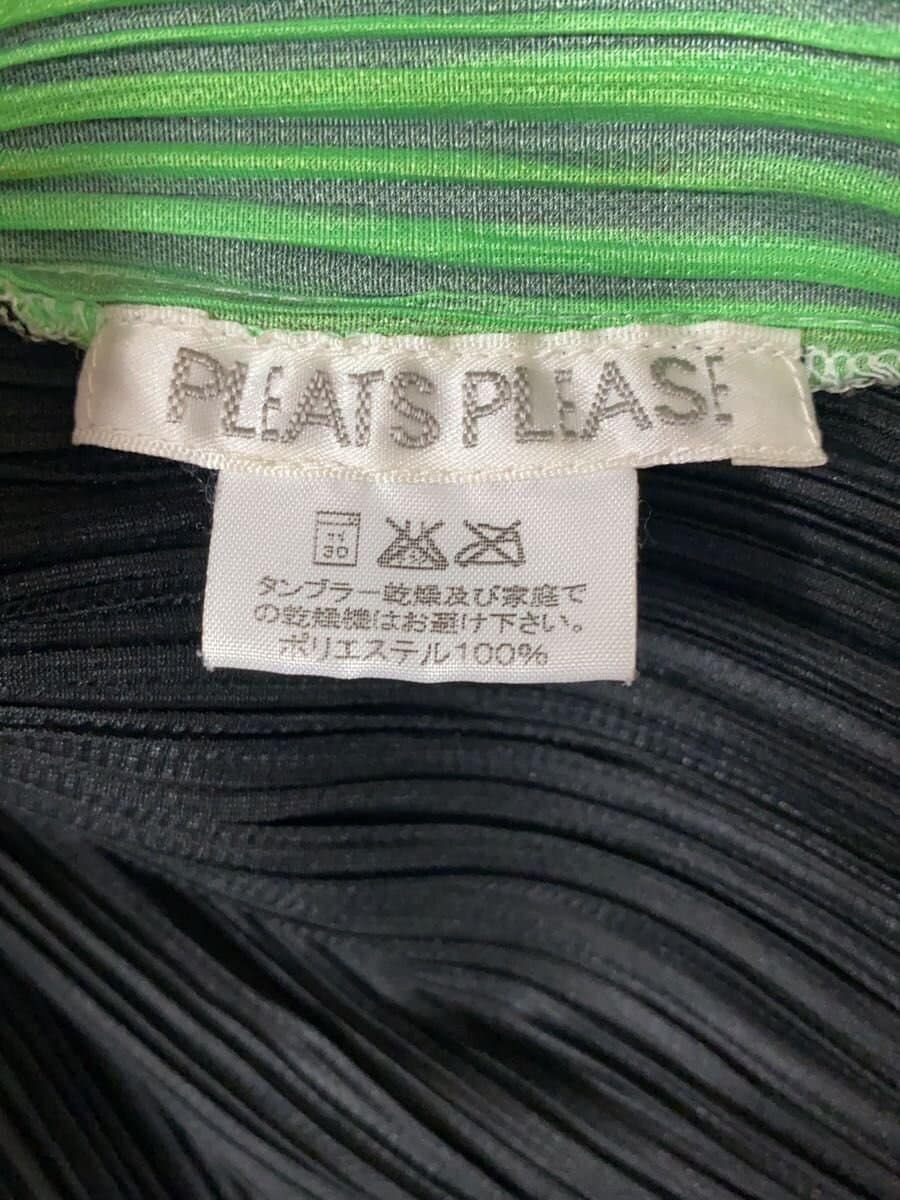 PLEATS PLEASE
30
タンブラー乾燥及び家庭で
の乾燥機はお避け下さい。
ポリエステル100%